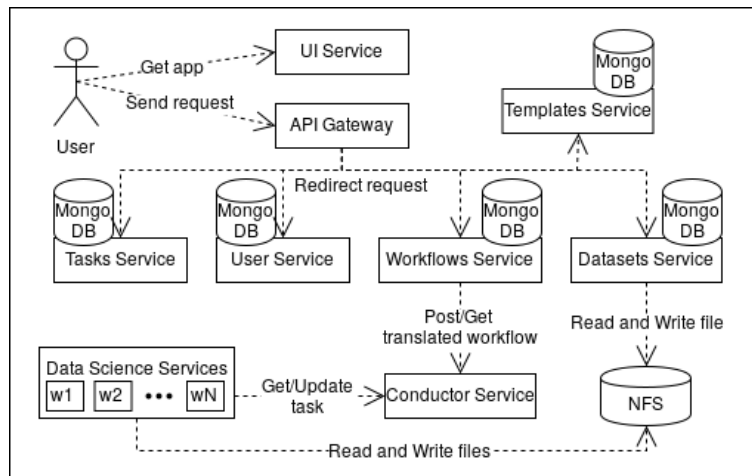 UI Service
Get app
Mongo
DB
Send request
API Gateway
Templates Service
User
Redirect request
Mongo
DB
Mongo
DB
Mongo
DB
Mongo
DB
Tasks Service
User Service
Workflows Service
Datasets Service
Post/Get
translated workflow
Read and Write file
Data Science Services
w1 w2 ••• wN
Get/Update
task
Conductor Service
NFS
Read and Write files